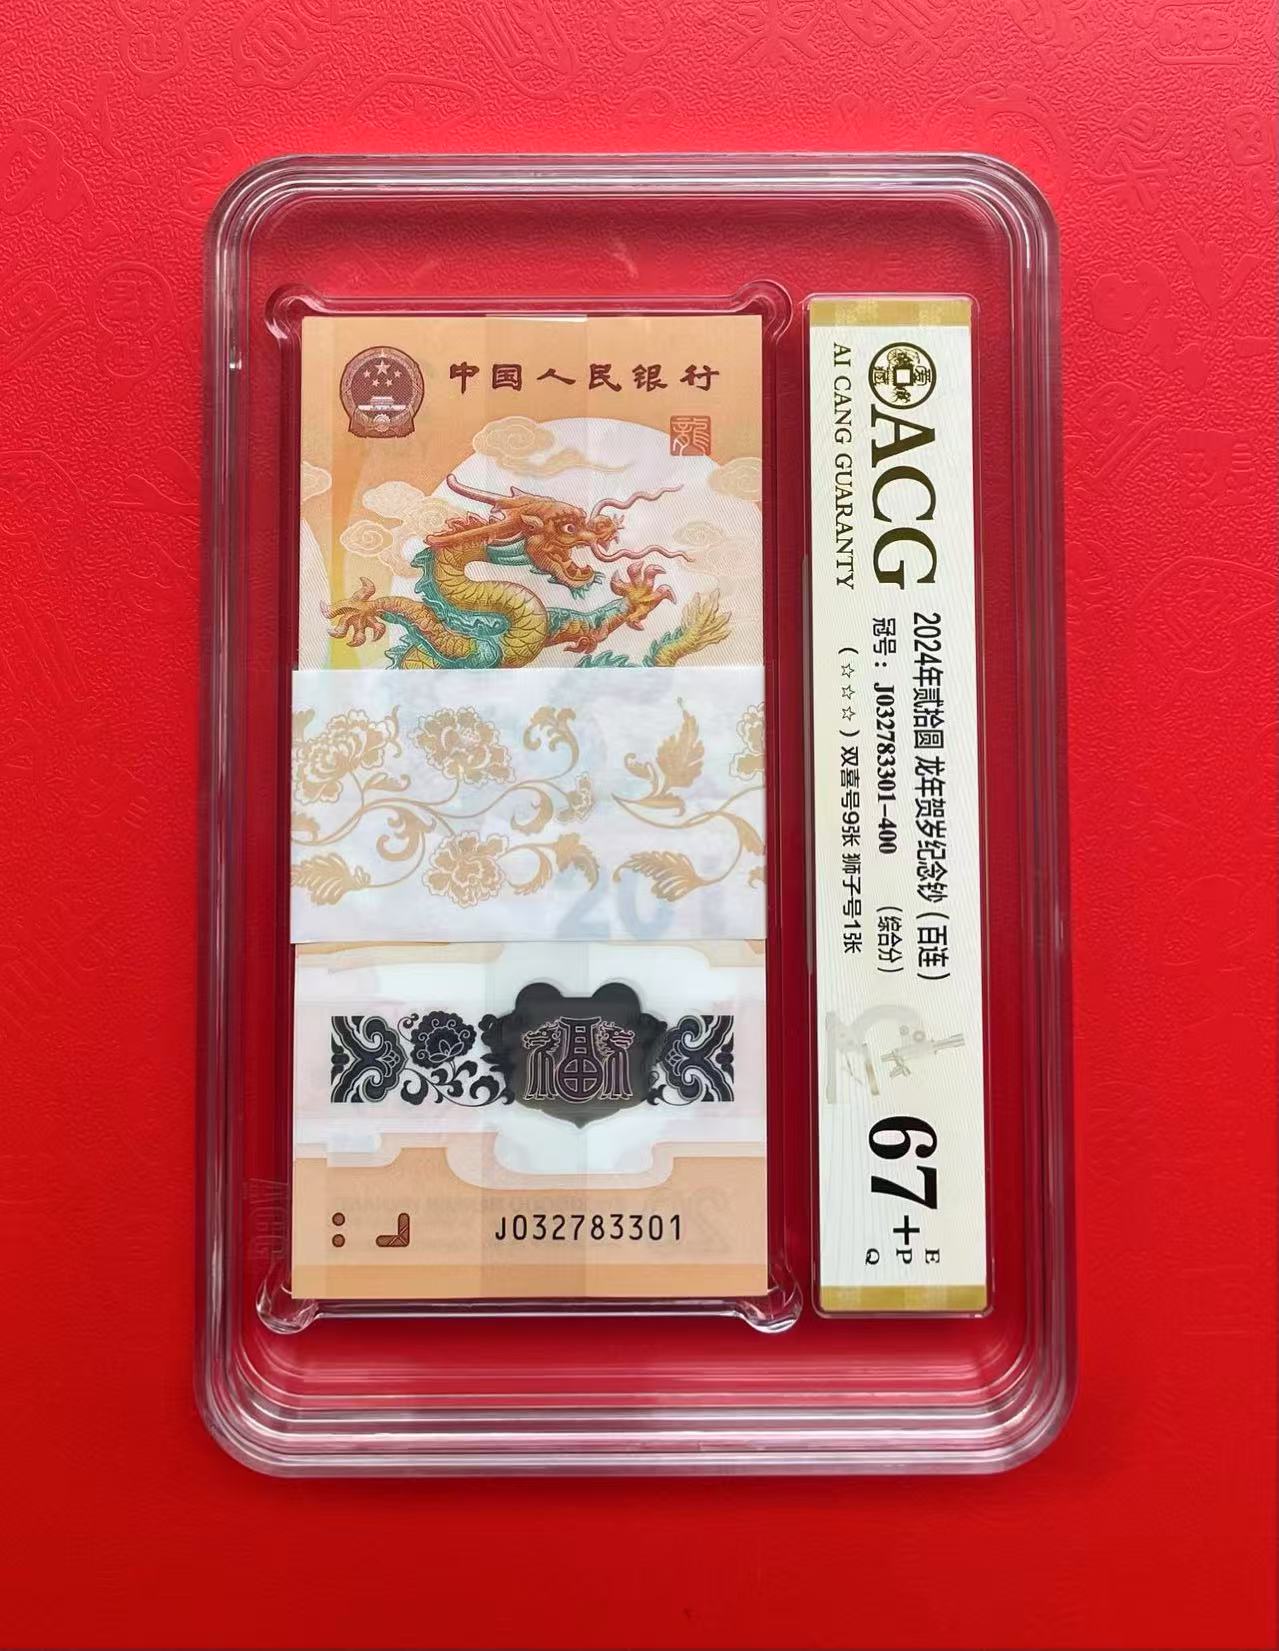 中国人民银行
龍
J032783301
ACG
AI CANG GUARANTY
2024年贰拾圆 龙年贺岁纪念钞（百连）
冠号：J032783301-400 （综合分）
（☆☆☆）双喜号9张 狮子号1张
67+
E
P
Q
ACG